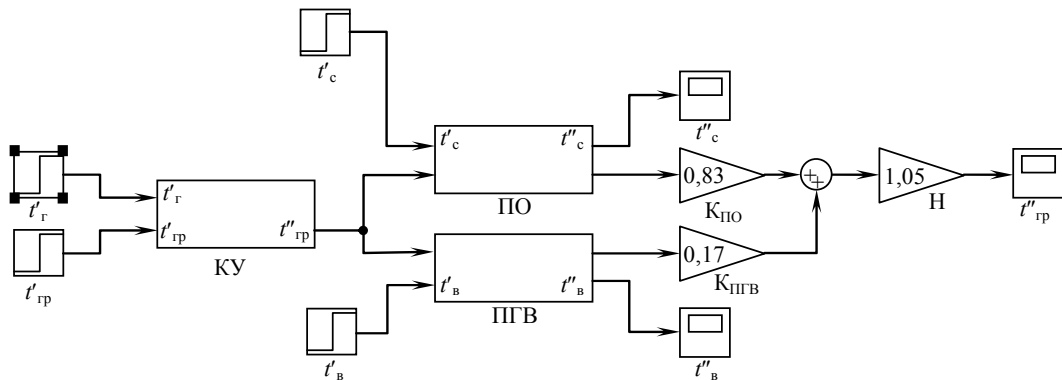 t′с
t′с
t″с
t″с
0,83
КПО
ПО
++
1,05
Н
t″гр
t′г
t′г
t′гр
t″гр
КУ
t′гр
t′в
t″в
ПГВ
0,17
КПГВ
t′в
t″в